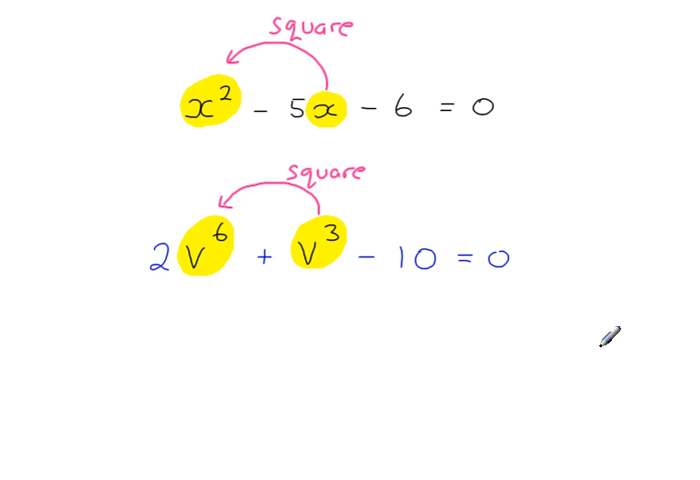 square
x² - 5x - 6 = 0
square
2v⁶ + v³ - 10 = 0